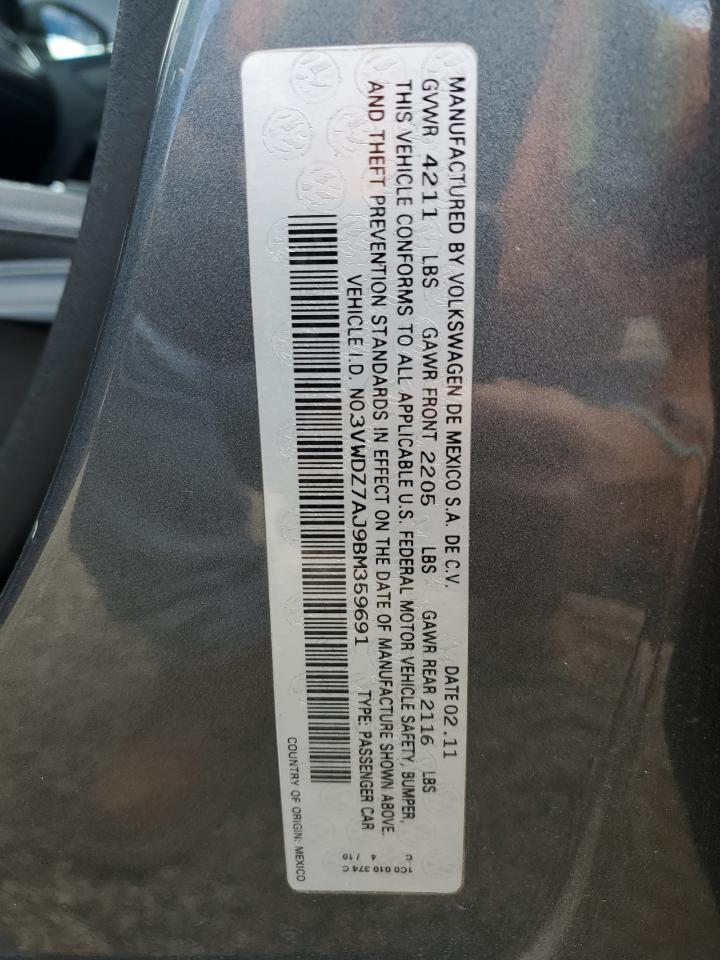 MANUFACTURED BY VOLKSWAGEN DE MEXICO S.A. DE C.V. DATE 02.11
GVWR 4211 LBS GAWR FRONT 2205 LBS GAWR REAR 2116 LBS
THIS VEHICLE CONFORMS TO ALL APPLICABLE U.S. FEDERAL MOTOR VEHICLE SAFETY, BUMPER,
AND THEFT PREVENTION STANDARDS IN EFFECT ON THE DATE OF MANUFACTURE SHOWN ABOVE.
VEHICLE I.D. NO.3VWDZ7AJ9BM359691 TYPE: PASSENGER CAR
COUNTRY OF ORIGIN: MEXICO
C 4 / 10
1C0 010 374 C